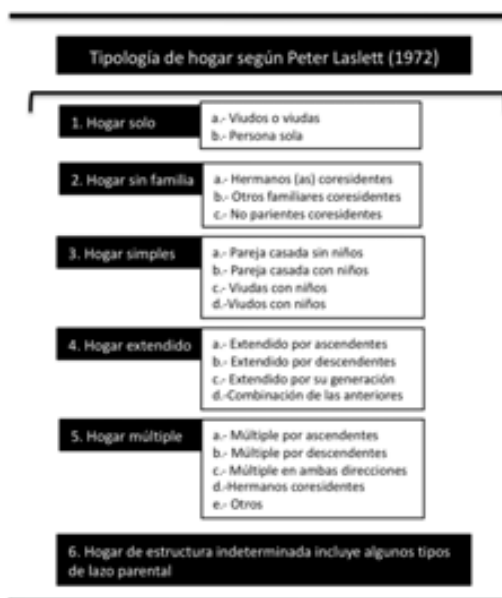 Tipología de hogar según Peter Laslett (1972)
1. Hogar solo
a.- Viudos o viudas
b.- Persona sola
2. Hogar sin familia
a.- Hermanos (as) coresidentes
b.- Otros familiares coresidentes
c.- No parientes coresidentes
3. Hogar simples
a.- Pareja casada sin niños
b.- Pareja casada con niños
c.- Viudas con niños
d.-Viudos con niños
4. Hogar extendido
a.- Extendido por ascendentes
b.- Extendido por descendentes
c.- Extendido por su generación
d.-Combinación de las anteriores
5. Hogar múltiple
a.- Múltiple por ascendentes
b.- Múltiple por descendentes
c.- Múltiple en ambas direcciones
d.-Hermanos coresidentes
e.- Otros
6. Hogar de estructura indeterminada incluye algunos tipos
de lazo parental